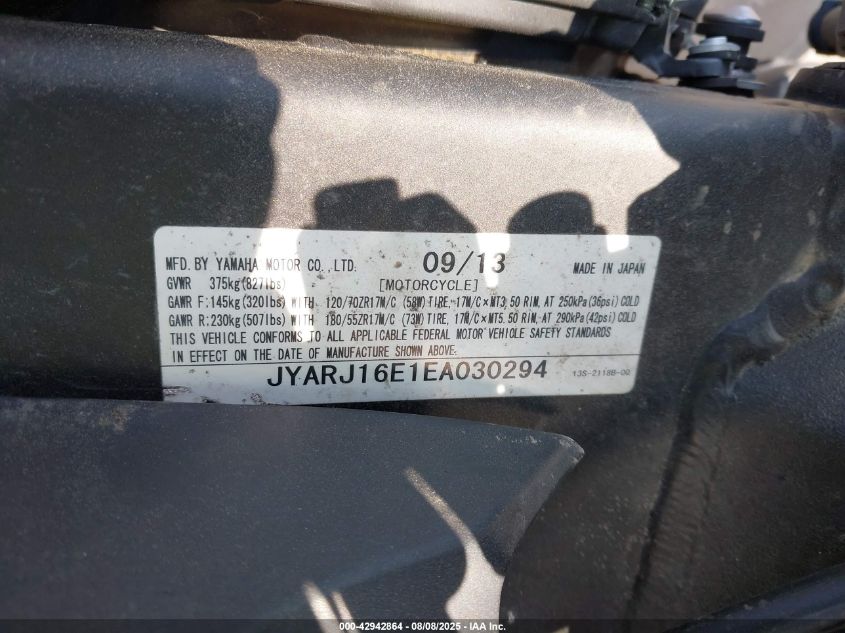 MFD. BY YAMAHA MOTOR CO.,LTD. 09/13 MADE IN JAPAN
GVWR 375kg(827lbs) [MOTORCYCLE]
GAWR F:145kg(320lbs)WITH 120/70ZR17M/C (58W)TIRE, 17M/C×MT3.50 RIM, AT 250kPa(36psi)COLD
GAWR R:230kg(507lbs)WITH 180/55ZR17M/C (73W)TIRE, 17M/C×MT5.50 RIM, AT 290kPa(42psi)COLD
THIS VEHICLE CONFORMS TO ALL APPLICABLE FEDERAL MOTOR VEHICLE SAFETY STANDARDS
IN EFFECT ON THE DATE OF MANUFACTURE SHOWN ABOVE.
JYARJ16E1EA030294 13S-2118B-00
000-42942864 - 08/08/2025 - IAA Inc.